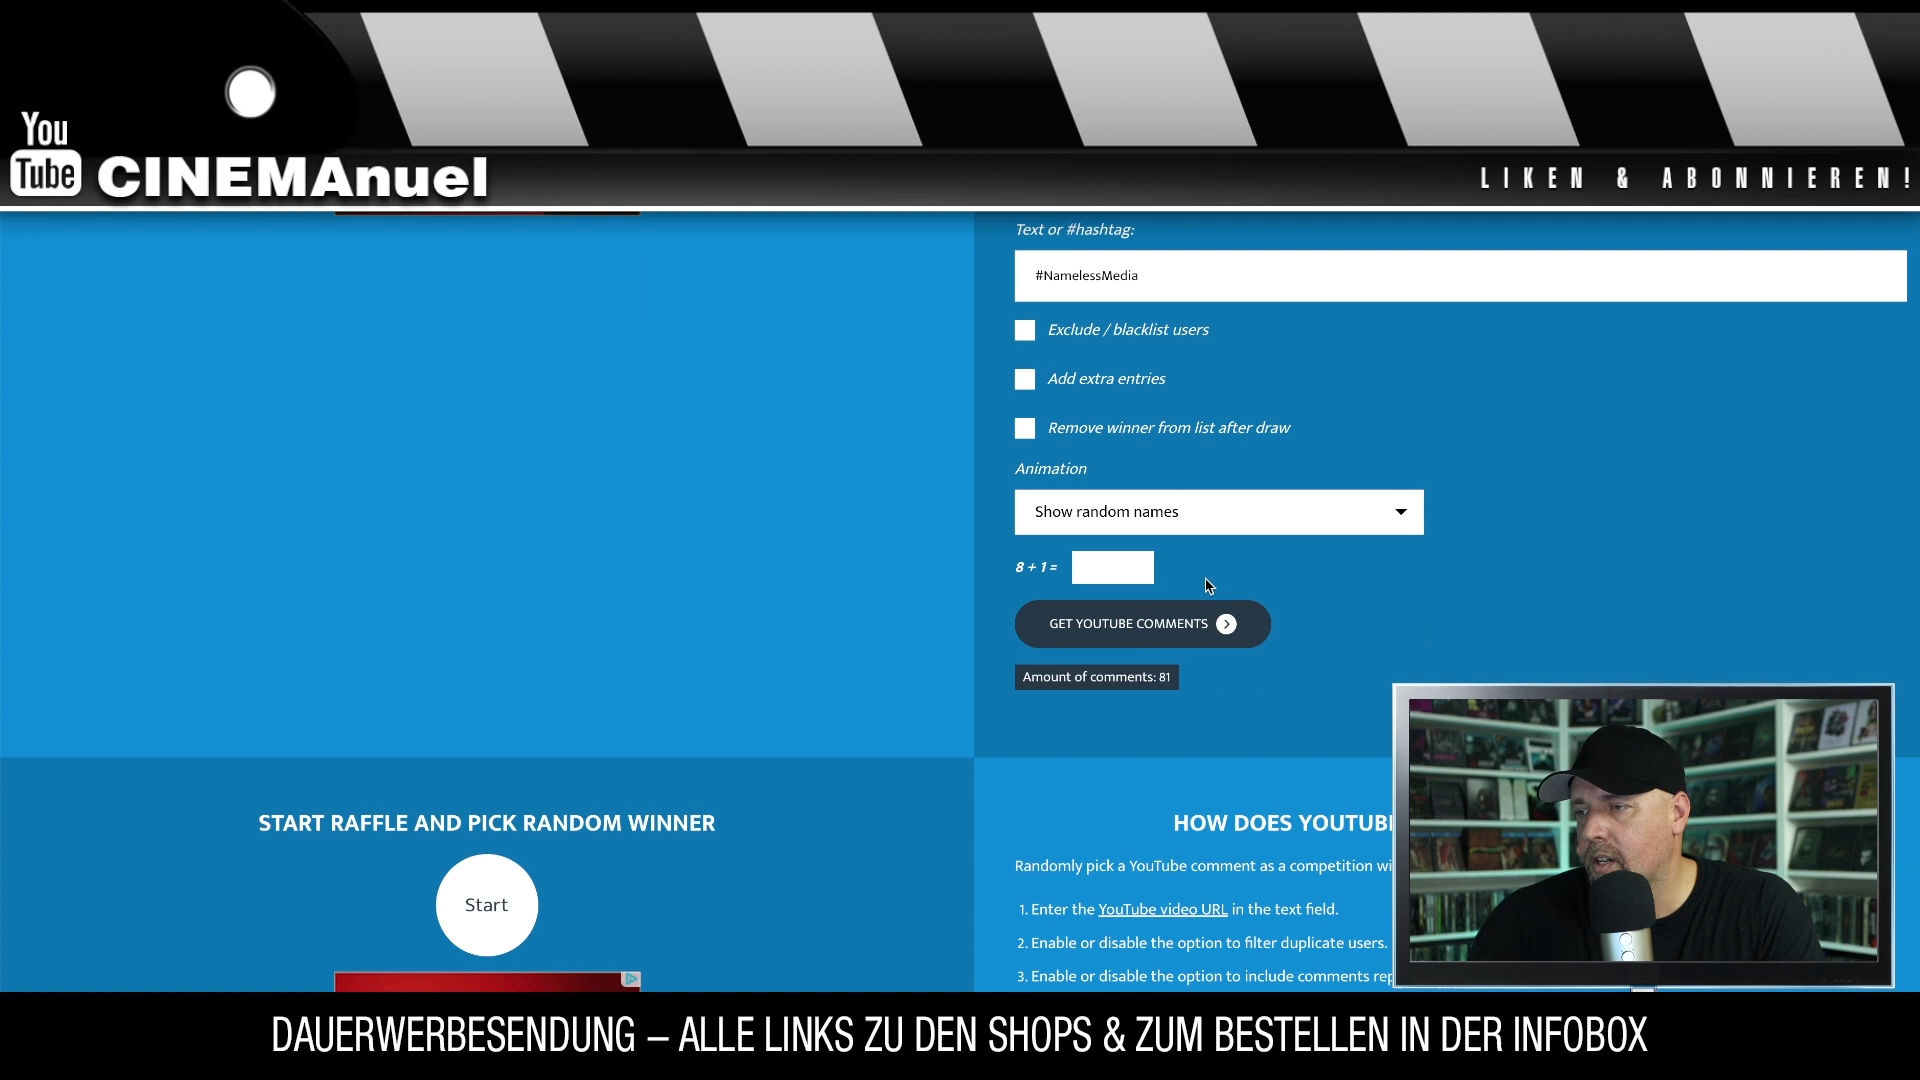 You
Tube
CINEMAnuel
LIKEN & ABONNIEREN!
Text or #hashtag:
#NamelessMedia
Exclude / blacklist users
Add extra entries
Remove winner from list after draw
Animation
Show random names
8 + 1 =
GET YOUTUBE COMMENTS
Amount of comments: 81
START RAFFLE AND PICK RANDOM WINNER
Start
HOW DOES YOUTUB
Randomly pick a YouTube comment as a competition wi
1. Enter the YouTube video URL in the text field.
2. Enable or disable the option to filter duplicate users.
3. Enable or disable the option to include comments rep
DAUERWERBESENDUNG – ALLE LINKS ZU DEN SHOPS & ZUM BESTELLEN IN DER INFOBOX